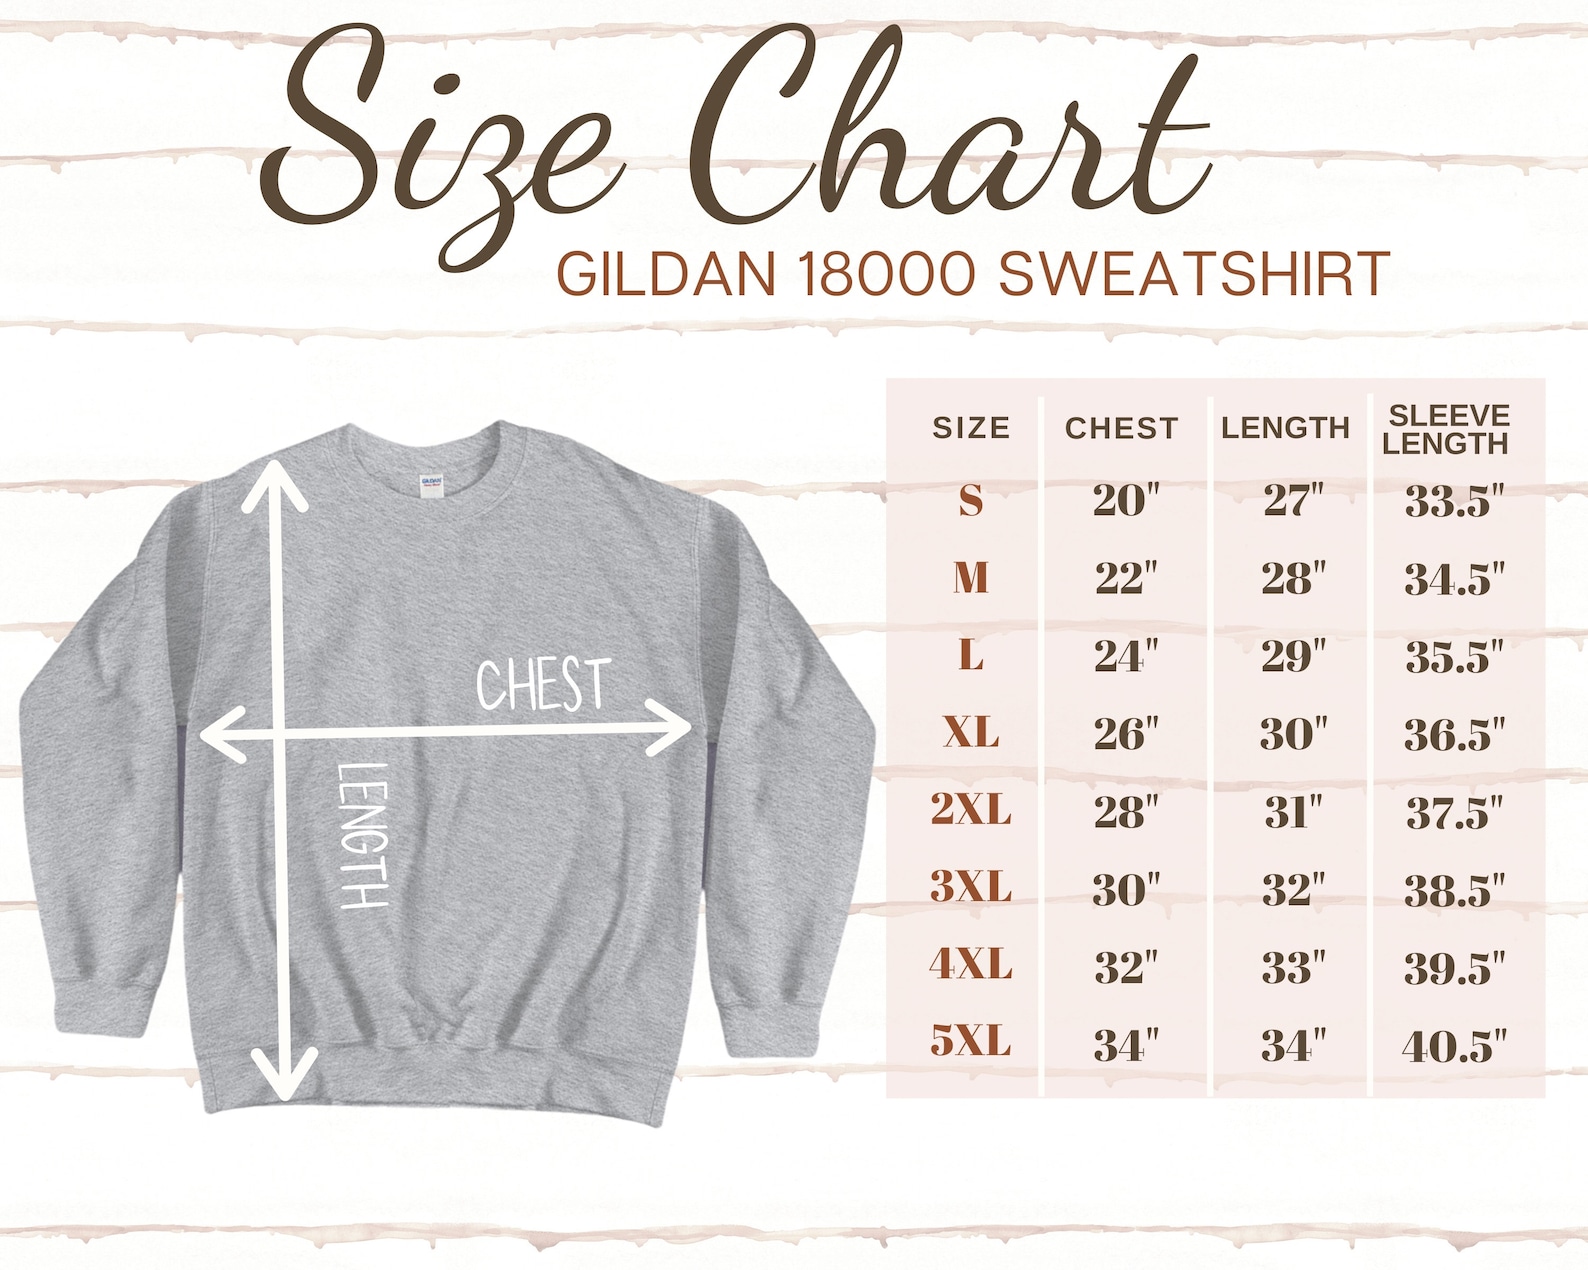 Size Chart
GILDAN 18000 SWEATSHIRT
GILDAN
CHEST
LENGTH
SIZE CHEST LENGTH SLEEVE LENGTH
S 20" 27" 33.5"
M 22" 28" 34.5"
L 24" 29" 35.5"
XL 26" 30" 36.5"
2XL 28" 31" 37.5"
3XL 30" 32" 38.5"
4XL 32" 33" 39.5"
5XL 34" 34" 40.5"